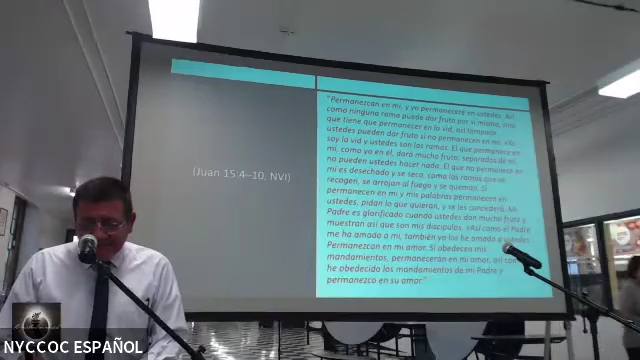 (Juan 15:4–10, NVI)
"Permanezcan en mí, y yo permaneceré en ustedes. Así
como ninguna rama puede dar fruto por sí misma, sino
que tiene que permanecer en la vid, así tampoco
ustedes pueden dar fruto si no permanecen en mí. »Yo
soy la vid y ustedes son las ramas. El que permanece en
mí, como yo en él, dará mucho fruto; separados de mí
no pueden ustedes hacer nada. El que no permanece en
mí es desechado y se seca, como las ramas que se
recogen, se arrojan al fuego y se queman. Si
permanecen en mí y mis palabras permanecen en
ustedes, pidan lo que quieran, y se les concederá. Mi
Padre es glorificado cuando ustedes dan mucho fruto y
muestran así que son mis discípulos. »Así como el Padre
me ha amado a mí, también yo los he amado a ustedes
Permanezcan en mi amor. Si obedecen mis
mandamientos, permanecerán en mi amor, así como
he obedecido los mandamientos de mi Padre y
permanezco en su amor"
NYCCOC ESPAÑOL